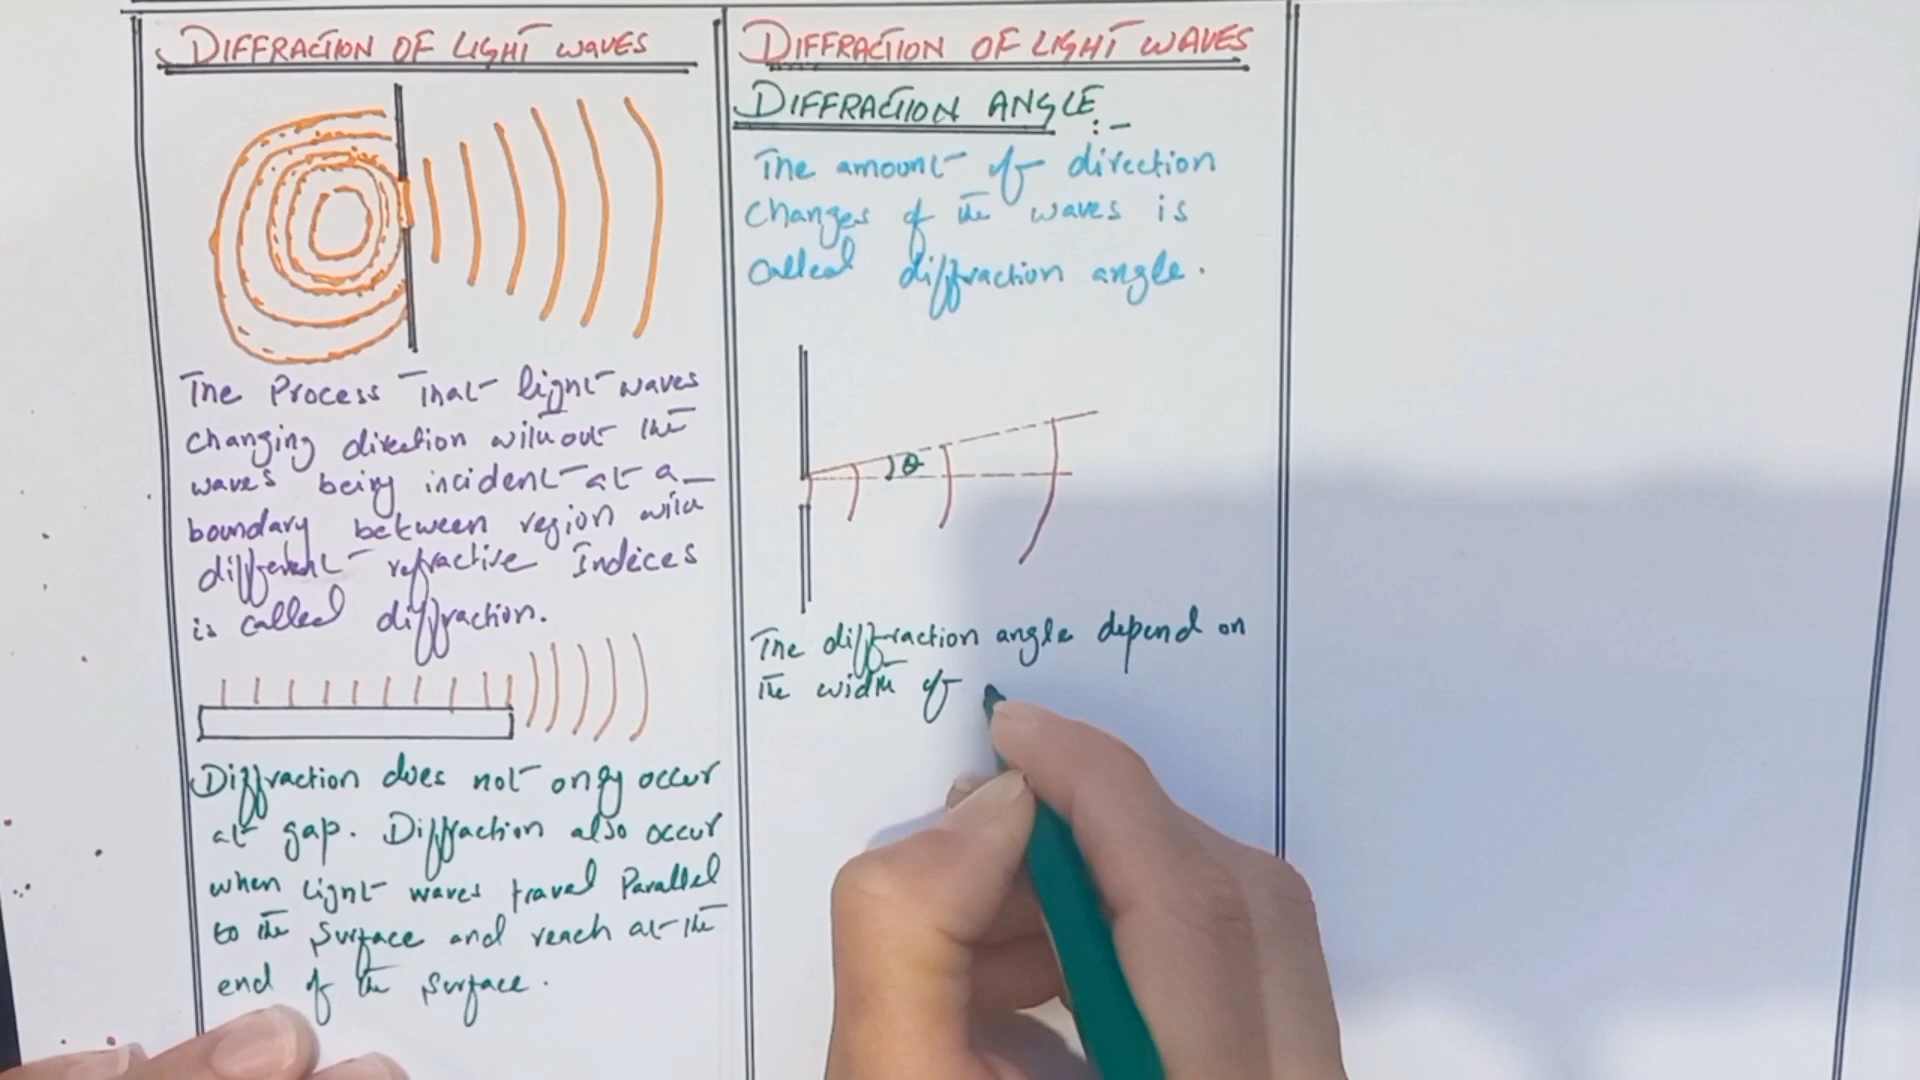 DIFFRACTION OF LIGHT WAVES
The Process That light waves
changing direction without the
waves being incident at a
boundary between region with
different refractive Indices
is called diffraction.
Diffraction does not only occur
at gap. Diffraction also occur
when Light waves travel Parallel
to the surface and reach at the
end of the surface.
DIFFRACTION OF LIGHT WAVES
DIFFRACTION ANGLE :-
The amount of direction
changes of the waves is
called diffraction angle.
θ
The diffraction angle depend on
the width of